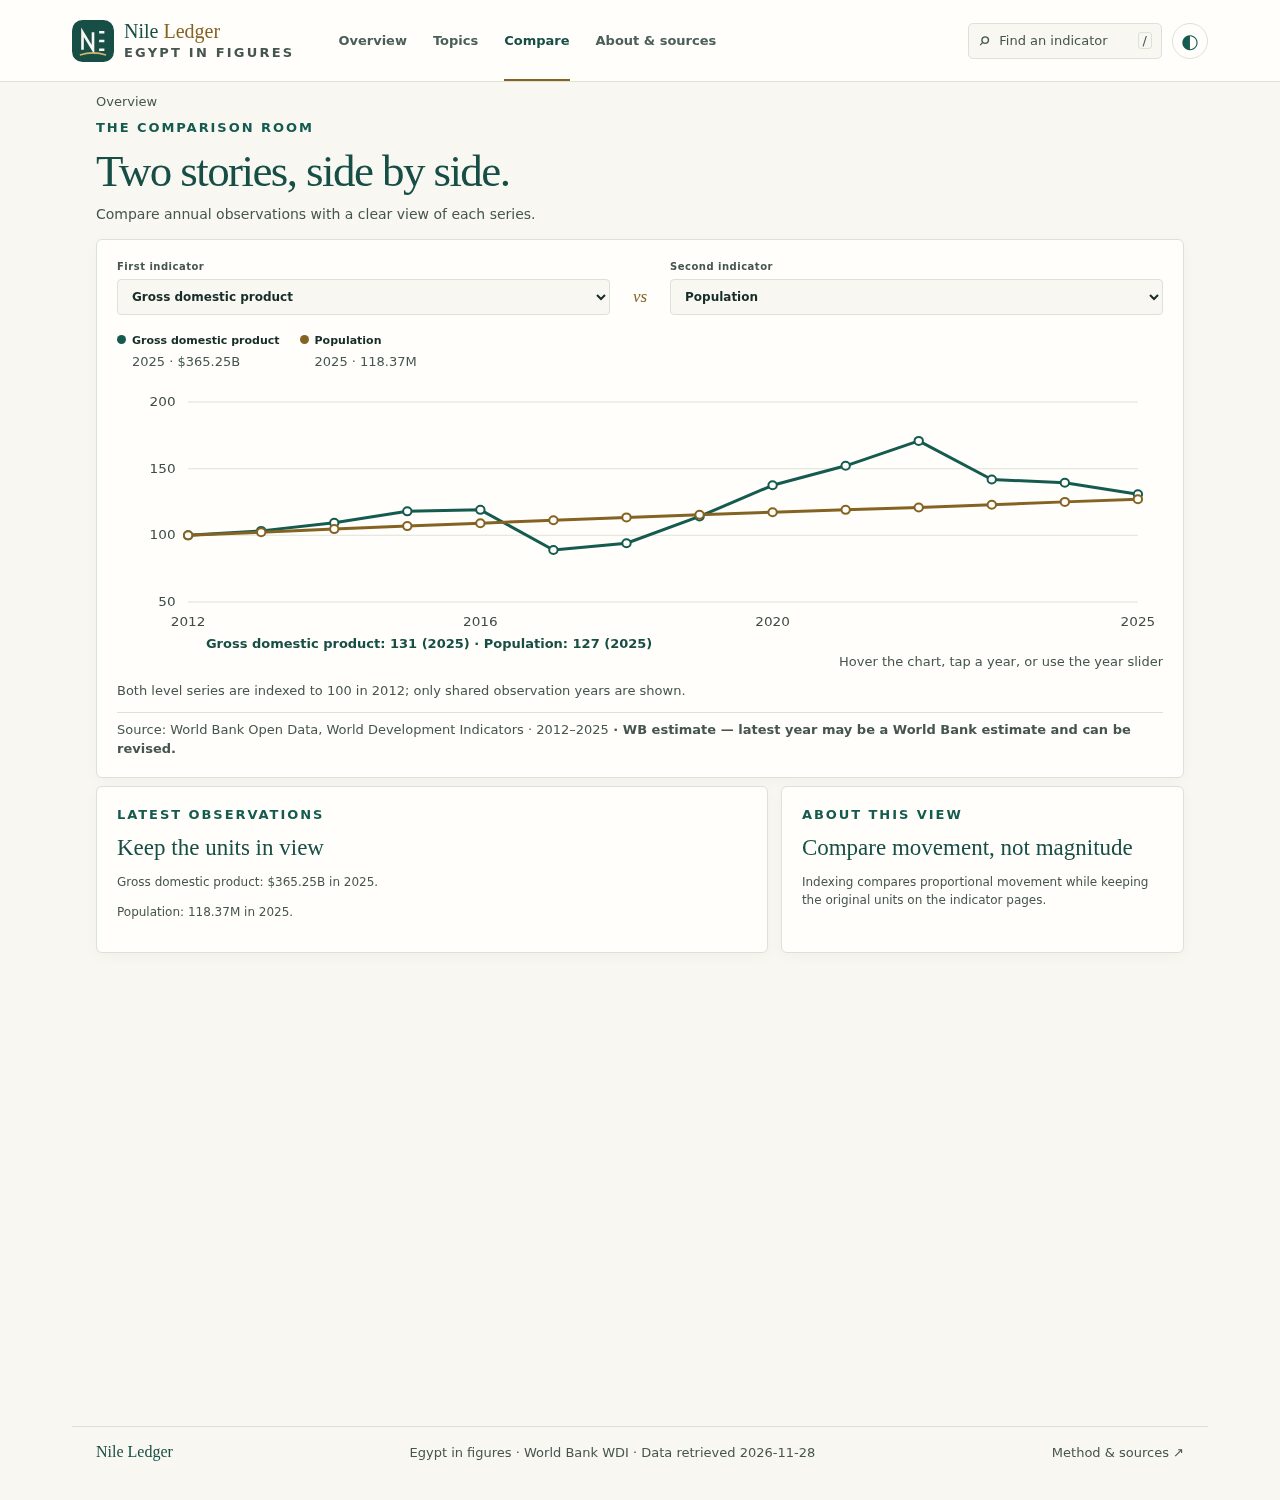 Nile Ledger
EGYPT IN FIGURES
Overview
Topics
Compare
About & sources
Find an indicator
/
Overview
THE COMPARISON ROOM
Two stories, side by side.
Compare annual observations with a clear view of each series.
First indicator
Second indicator
Gross domestic product
vs
Population
Gross domestic product
Population
2025 · $365.25B
2025 · 118.37M
200
150
100
50
2012
2016
2020
2025
Gross domestic product: 131 (2025) · Population: 127 (2025)
Hover the chart, tap a year, or use the year slider
Both level series are indexed to 100 in 2012; only shared observation years are shown.
Source: World Bank Open Data, World Development Indicators · 2012–2025 · WB estimate — latest year may be a World Bank estimate and can be
revised.
LATEST OBSERVATIONS
Keep the units in view
Gross domestic product: $365.25B in 2025.
Population: 118.37M in 2025.
ABOUT THIS VIEW
Compare movement, not magnitude
Indexing compares proportional movement while keeping
the original units on the indicator pages.
Nile Ledger
Egypt in figures · World Bank WDI · Data retrieved 2026-11-28
Method & sources ↗